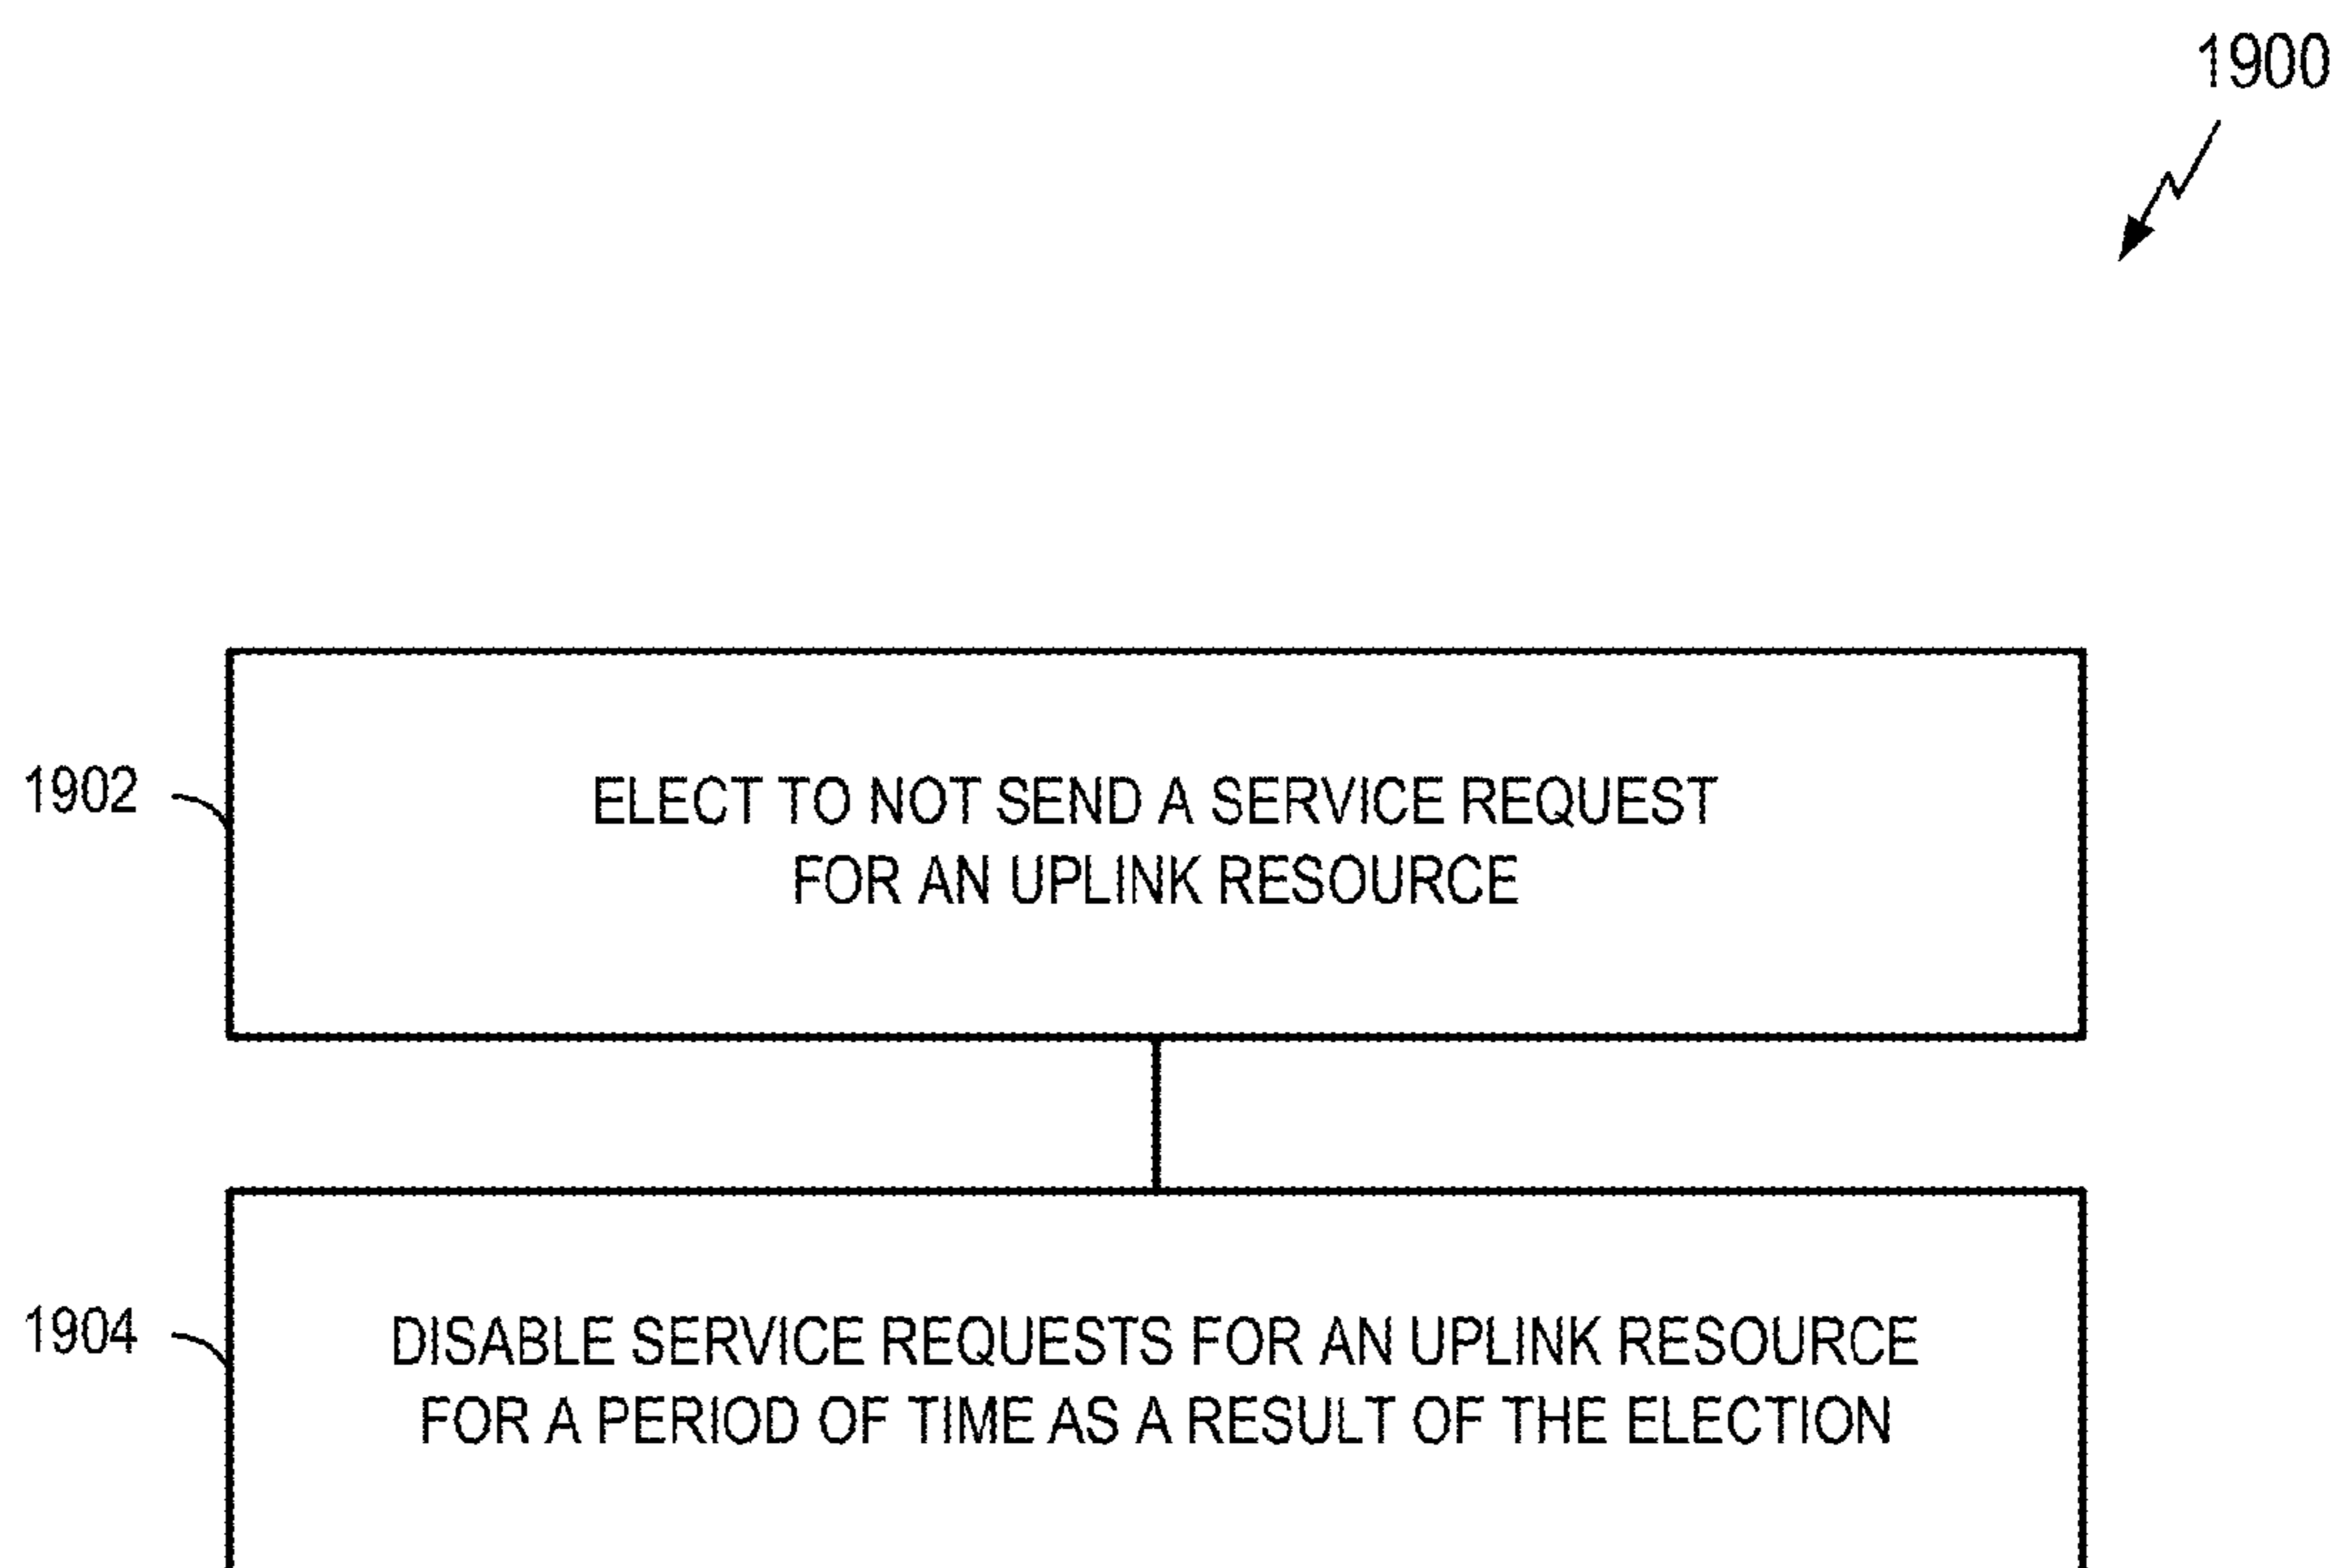 1900
1902
ELECT TO NOT SEND A SERVICE REQUEST
FOR AN UPLINK RESOURCE
1904
DISABLE SERVICE REQUESTS FOR AN UPLINK RESOURCE
FOR A PERIOD OF TIME AS A RESULT OF THE ELECTION